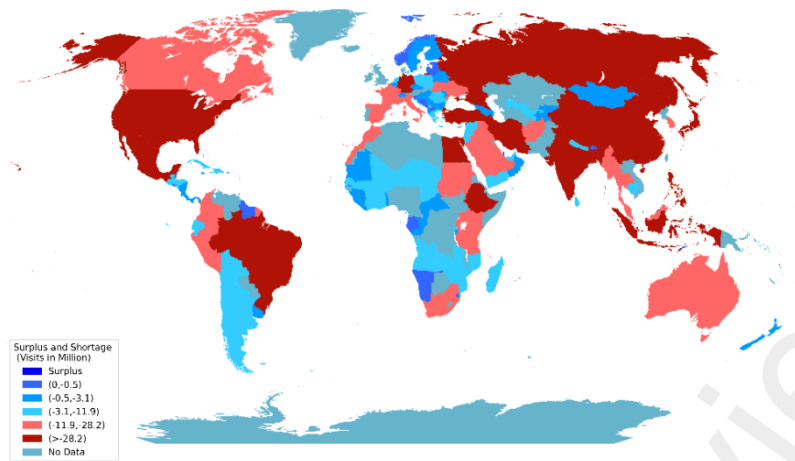 Surplus and Shortage
(Visits in Million)
Surplus
(0,-0.5)
(-0.5,-3.1)
(-3.1,-11.9)
(-11.9,-28.2)
(>-28.2)
No Data